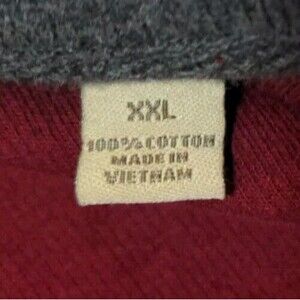 XXL
100% COTTON
MADE IN
VIETNAM